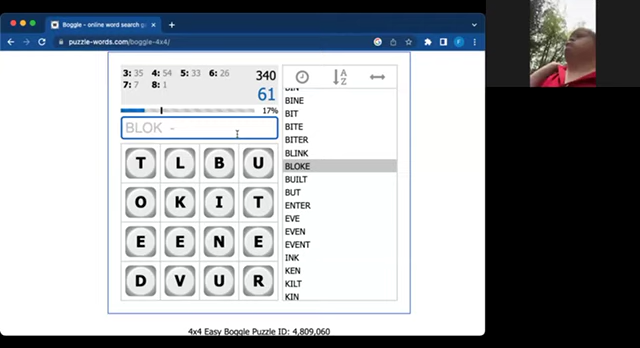 Boggle - online word search g
puzzle-words.com/boggle-4x4/
3: 35 4: 54 5: 33 6: 26
7: 7 8: 1
340
61
17%
BLOK -
T L B U
O K I T
E E N E
D V U R
BIN
BINE
BIT
BITE
BITER
BLINK
BLOKE
BUILT
BUT
ENTER
EVE
EVEN
EVENT
INK
KEN
KILT
KIN
4x4 Easy Boggle Puzzle ID: 4,809,060